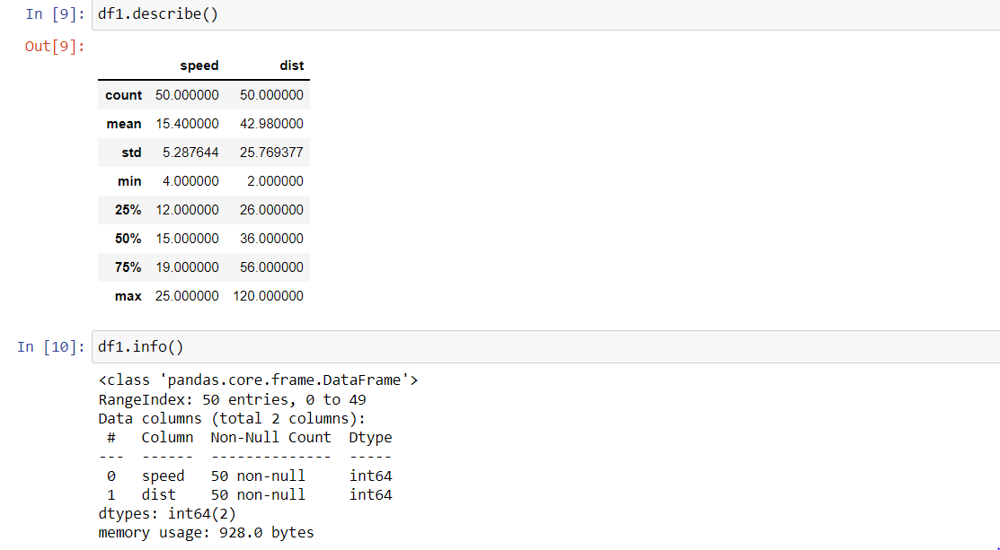 In [9]: df1.describe()
Out[9]:
speed dist
count 50.000000 50.000000
mean 15.400000 42.980000
std 5.287644 25.769377
min 4.000000 2.000000
25% 12.000000 26.000000
50% 15.000000 36.000000
75% 19.000000 56.000000
max 25.000000 120.000000
In [10]: df1.info()
<class 'pandas.core.frame.DataFrame'>
RangeIndex: 50 entries, 0 to 49
Data columns (total 2 columns):
# Column Non-Null Count Dtype
--- ------ -------------- -----
0 speed 50 non-null int64
1 dist 50 non-null int64
dtypes: int64(2)
memory usage: 928.0 bytes